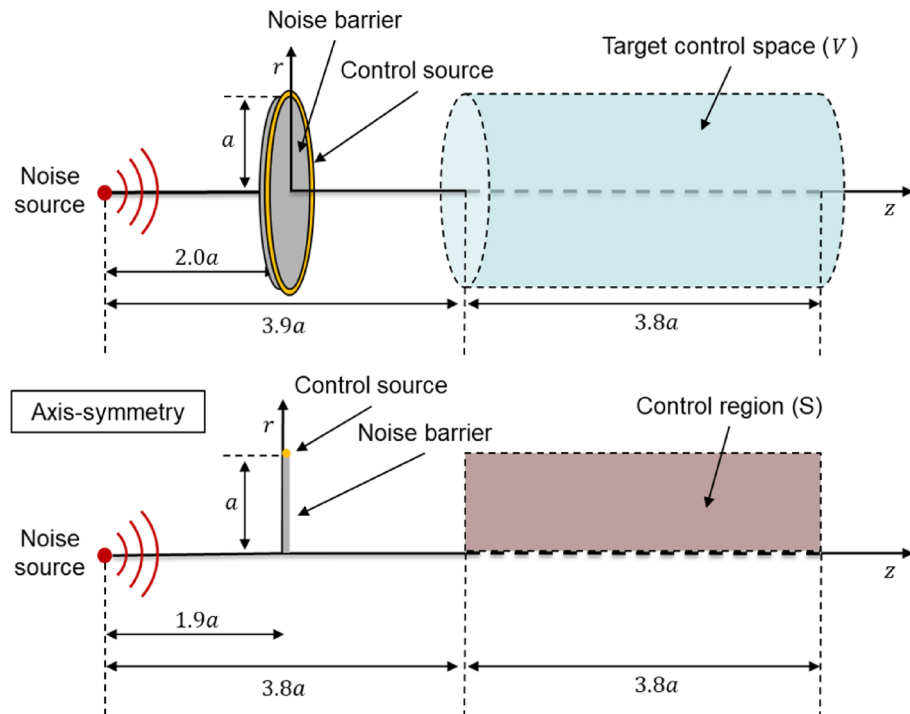 Noise barrier
Control source
Target control space (V)
r
a
Noise
source
z
2.0a
3.9a
3.8a
Axis-symmetry
Control source
Noise barrier
Control region (S)
r
a
Noise
source
z
1.9a
3.8a
3.8a